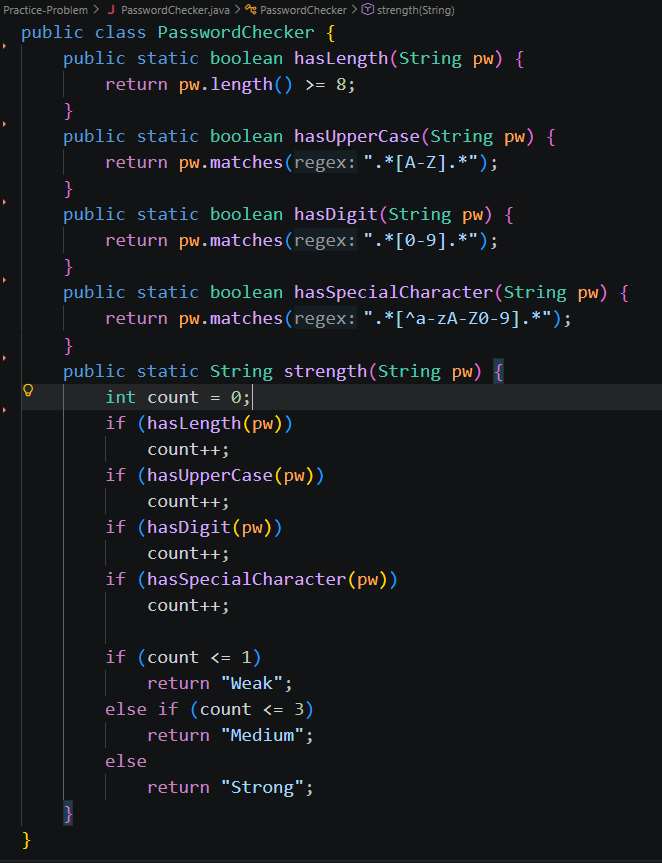 Practice-Problem > J PasswordChecker.java > PasswordChecker > strength(String)
public class PasswordChecker {
    public static boolean hasLength(String pw) {
        return pw.length() >= 8;
    }
    public static boolean hasUpperCase(String pw) {
        return pw.matches(regex: ".*[A-Z].*");
    }
    public static boolean hasDigit(String pw) {
        return pw.matches(regex: ".*[0-9].*");
    }
    public static boolean hasSpecialCharacter(String pw) {
        return pw.matches(regex: ".*[^a-zA-Z0-9].*");
    }
    public static String strength(String pw) {
        int count = 0;
        if (hasLength(pw))
            count++;
        if (hasUpperCase(pw))
            count++;
        if (hasDigit(pw))
            count++;
        if (hasSpecialCharacter(pw))
            count++;

        if (count <= 1)
            return "Weak";
        else if (count <= 3)
            return "Medium";
        else
            return "Strong";
    }
}